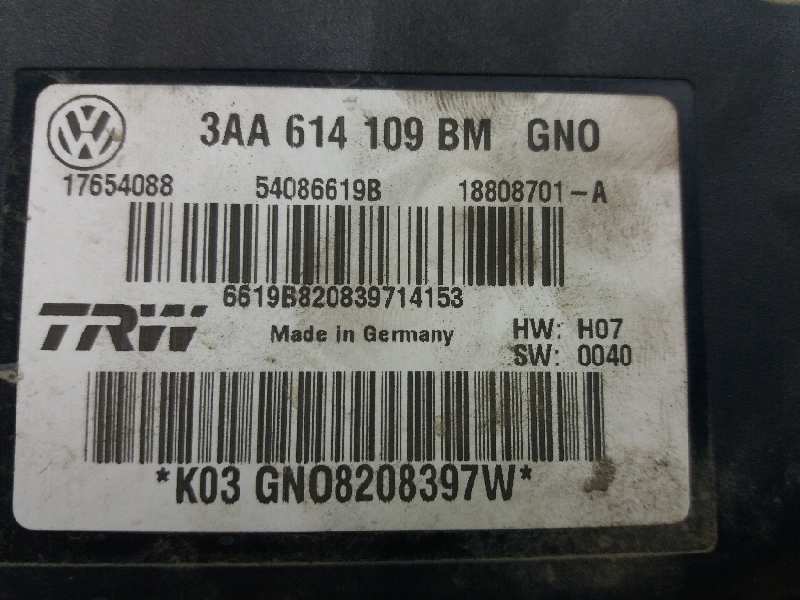 3AA 614 109 BM GNO
17654088 54086619B 18808701-A
6619B820839714153
TRW Made in Germany HW: H07
SW: 0040
*K03 GNO8208397W*